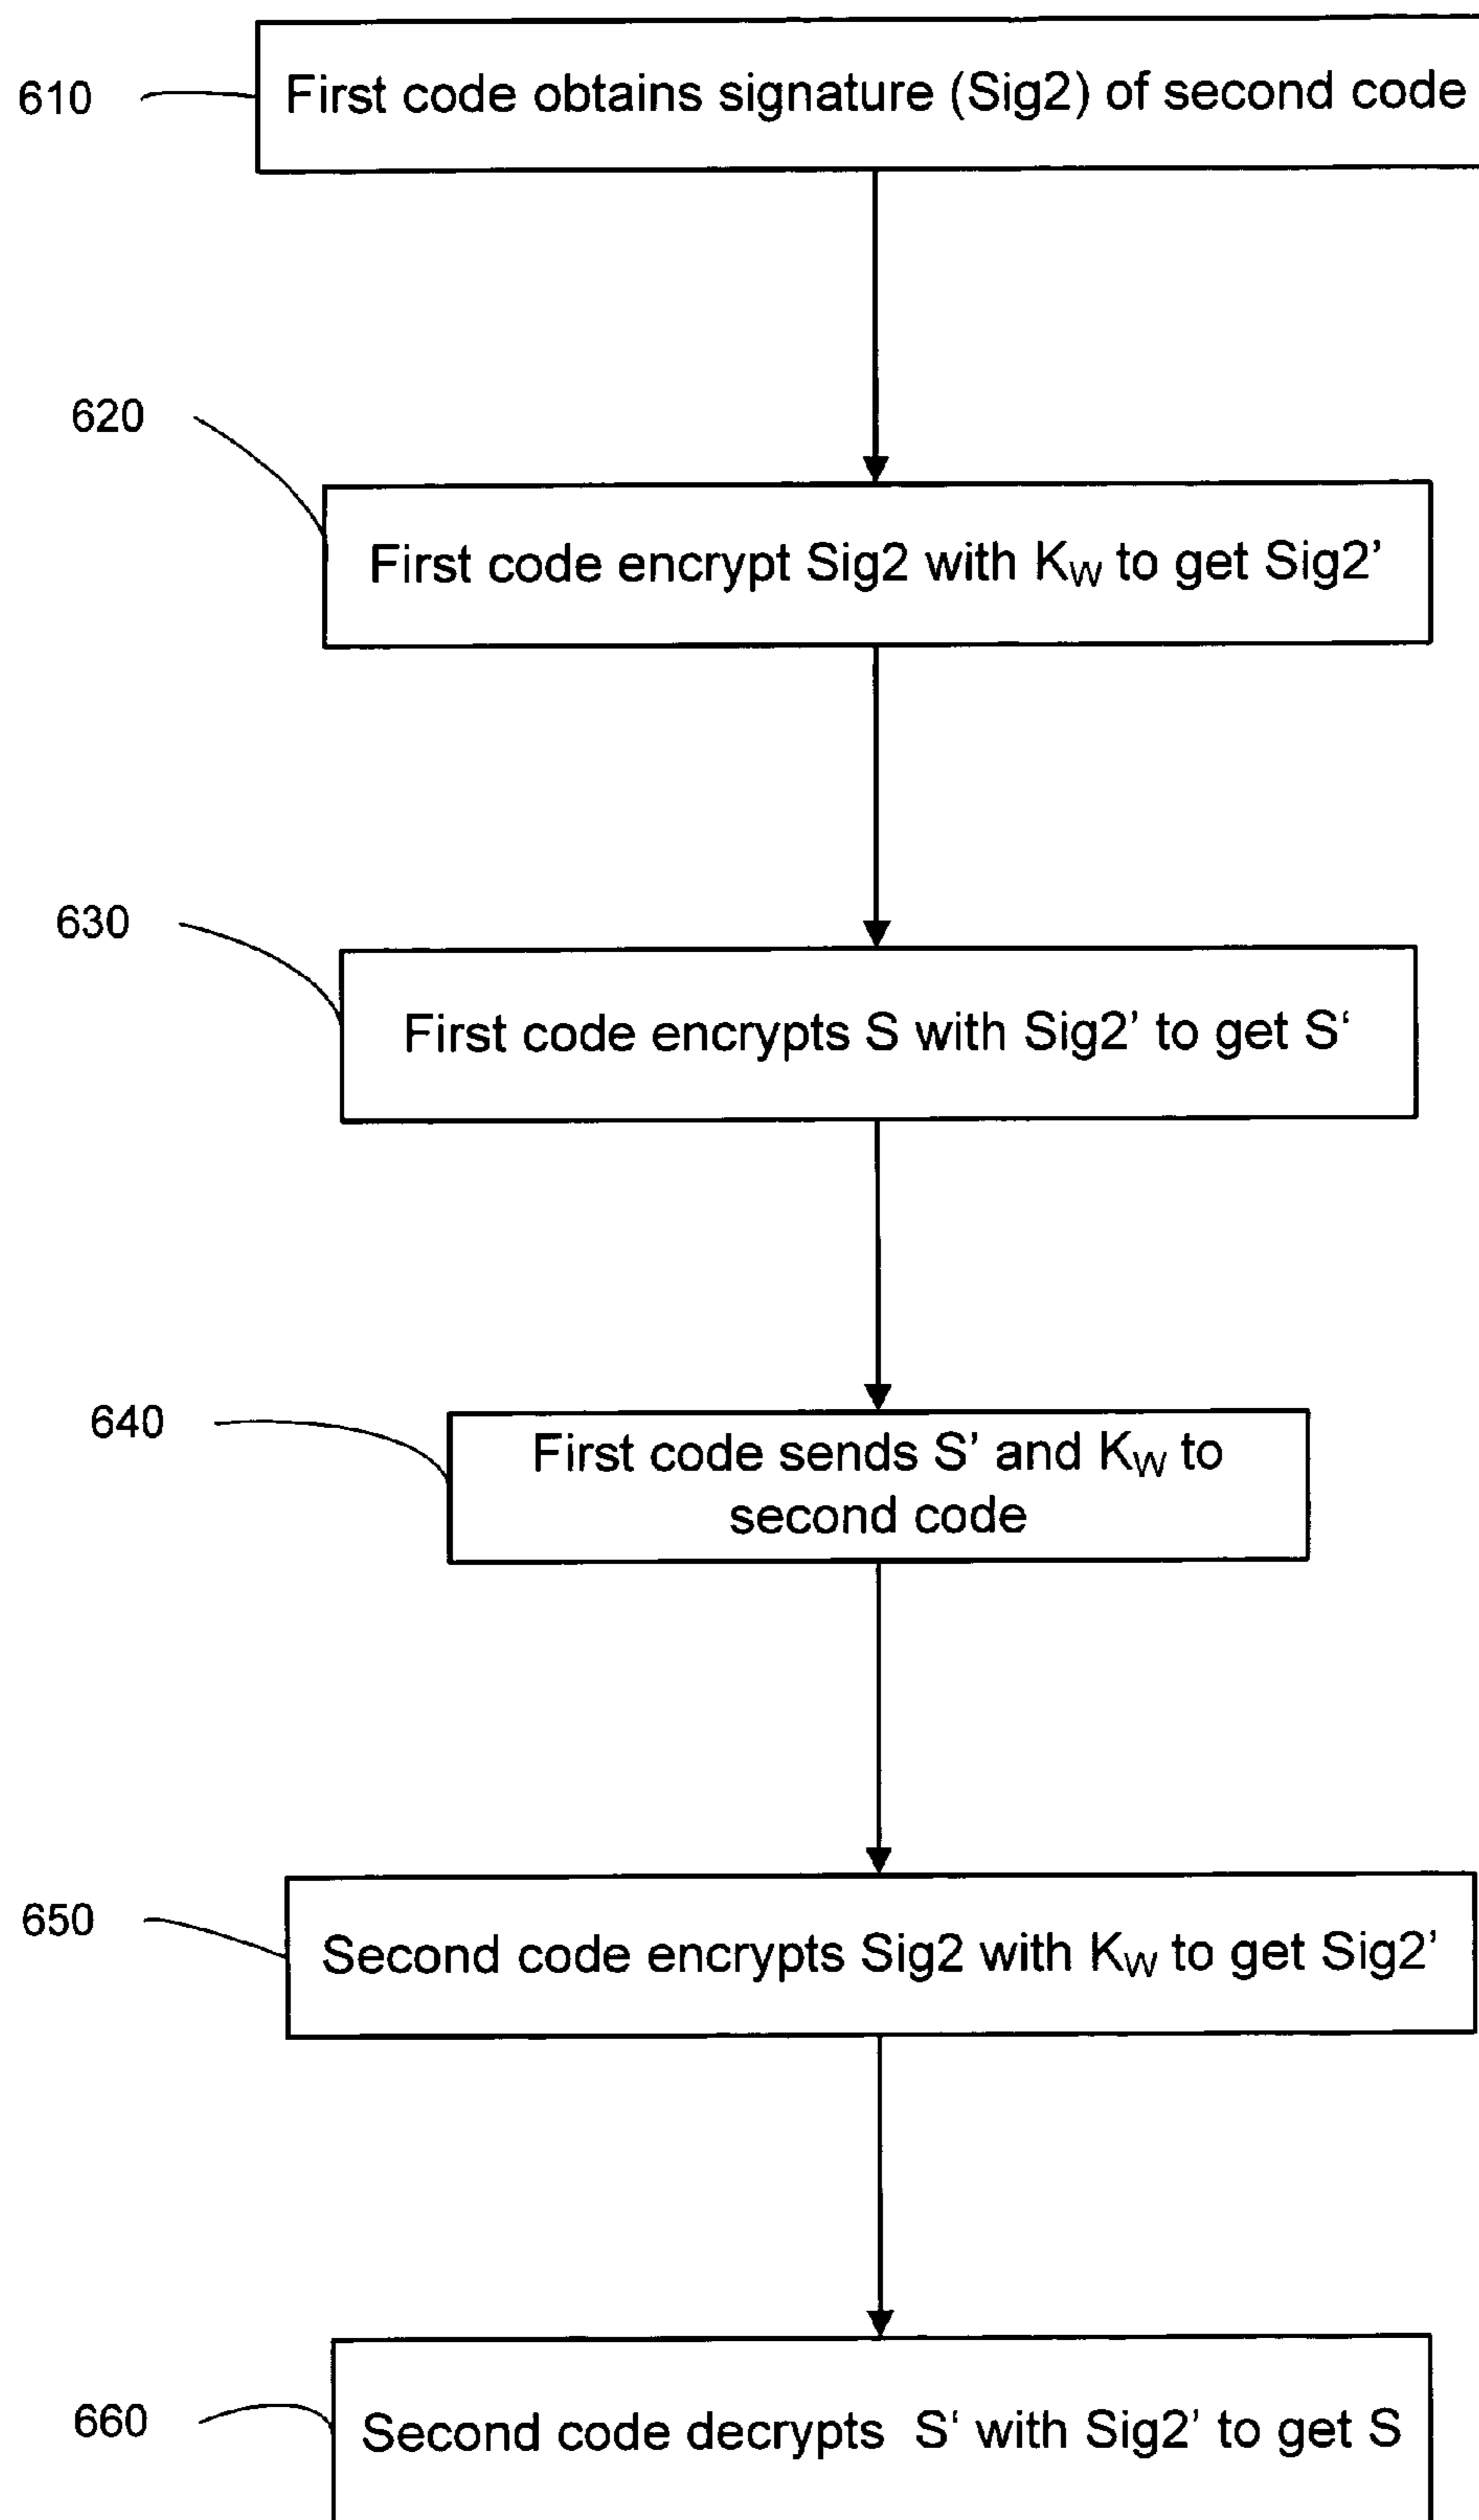 610
First code obtains signature (Sig2) of second code
620
First code encrypt Sig2 with KW to get Sig2’
630
First code encrypts S with Sig2’ to get S‘
640
First code sends S’ and KW to
second code
650
Second code encrypts Sig2 with KW to get Sig2’
660
Second code decrypts S‘ with Sig2’ to get S